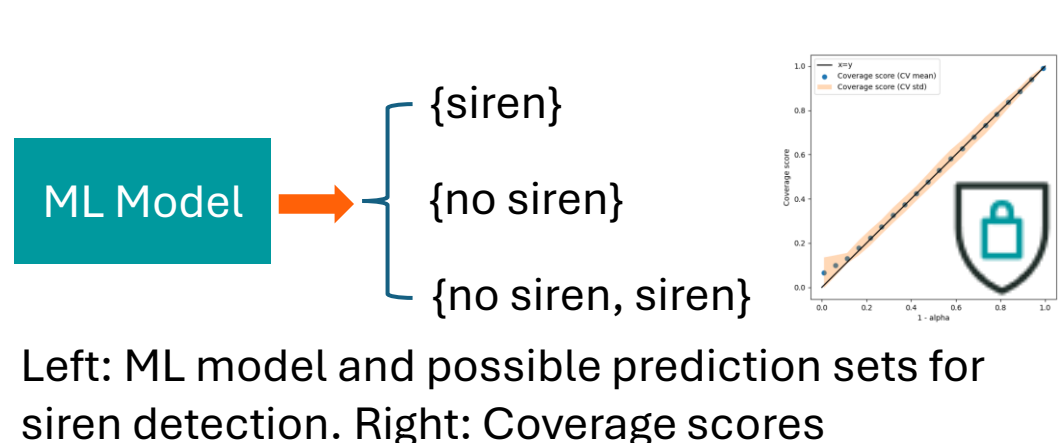 ML Model
{siren}
{no siren}
{no siren, siren}
x=y
Coverage score (CV mean)
Coverage score (CV std)
Coverage score
1.0
0.8
0.6
0.4
0.2
0.0
0.0 0.2 0.4 0.6 0.8 1.0
1 - alpha
Left: ML model and possible prediction sets for
siren detection. Right: Coverage scores